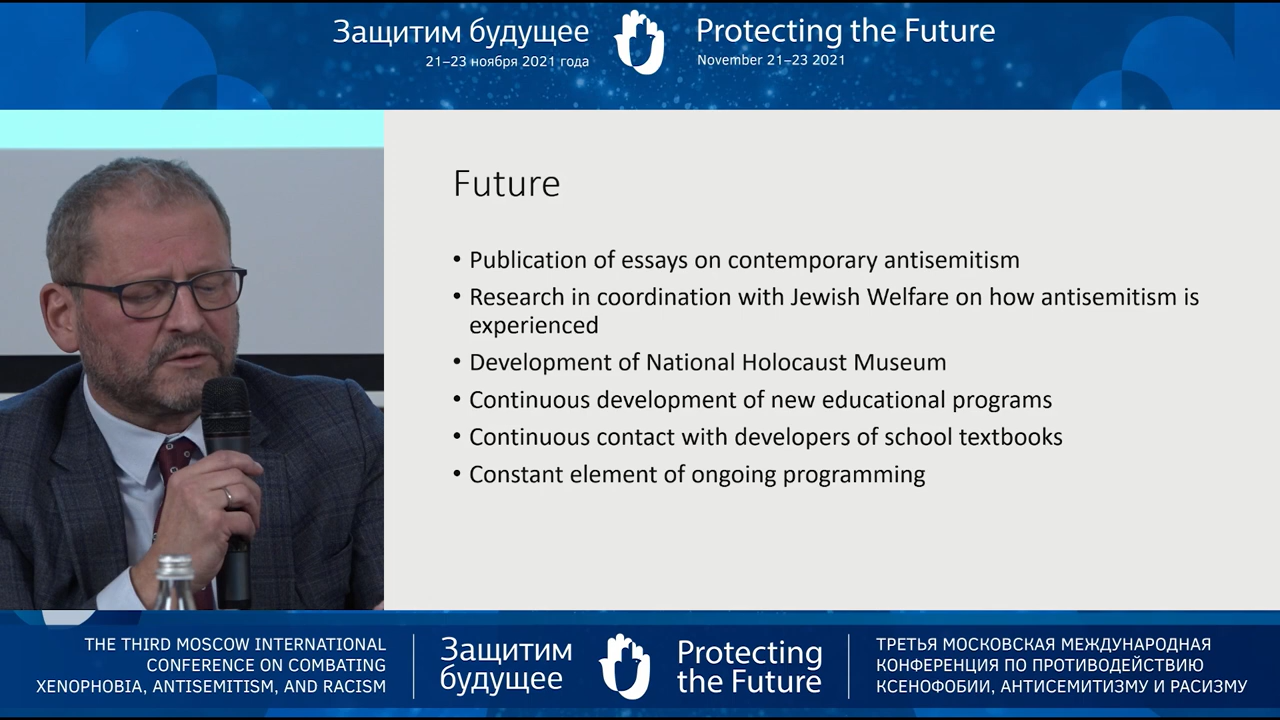 Защитим будущее
21–23 ноября 2021 года
Protecting the Future
November 21–23 2021
Future
• Publication of essays on contemporary antisemitism
• Research in coordination with Jewish Welfare on how antisemitism is
experienced
• Development of National Holocaust Museum
• Continuous development of new educational programs
• Continuous contact with developers of school textbooks
• Constant element of ongoing programming
THE THIRD MOSCOW INTERNATIONAL
CONFERENCE ON COMBATING
XENOPHOBIA, ANTISEMITISM, AND RACISM
Защитим
будущее
Protecting
the Future
ТРЕТЬЯ МОСКОВСКАЯ МЕЖДУНАРОДНАЯ
КОНФЕРЕНЦИЯ ПО ПРОТИВОДЕЙСТВИЮ
КСЕНОФОБИИ, АНТИСЕМИТИЗМУ И РАСИЗМУ